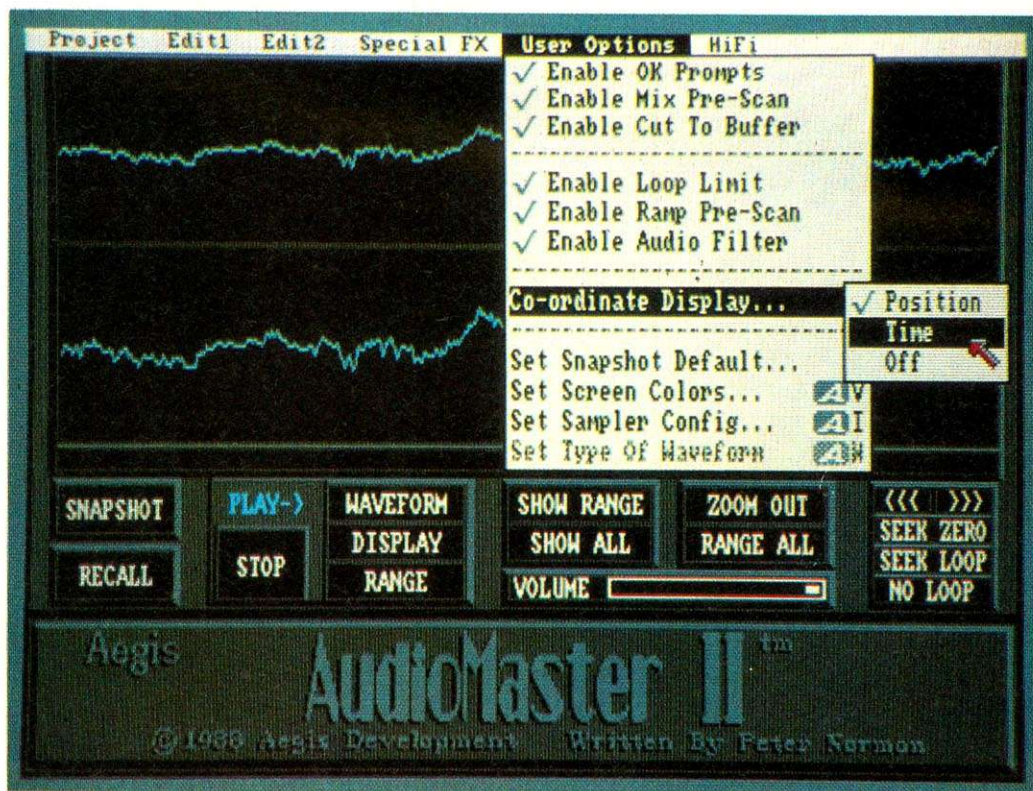 Project Edit1 Edit2 Special FX User Options HiFi
✓ Enable OK Prompts
✓ Enable Mix Pre-Scan
✓ Enable Cut To Buffer
✓ Enable Loop Limit
✓ Enable Ramp Pre-Scan
✓ Enable Audio Filter
Co-ordinate Display...
✓ Position
Time
Off
Set Snapshot Default...
Set Screen Colors... A V
Set Sampler Config... A I
Set Type Of Waveform A W
SNAPSHOT
RECALL
PLAY->
STOP
WAVEFORM
DISPLAY
RANGE
SHOW RANGE
SHOW ALL
ZOOM OUT
RANGE ALL
VOLUME
<<< >>>
SEEK ZERO
SEEK LOOP
NO LOOP
Aegis
AudioMaster II tm
©1988 Aegis Development Written By Peter Norman